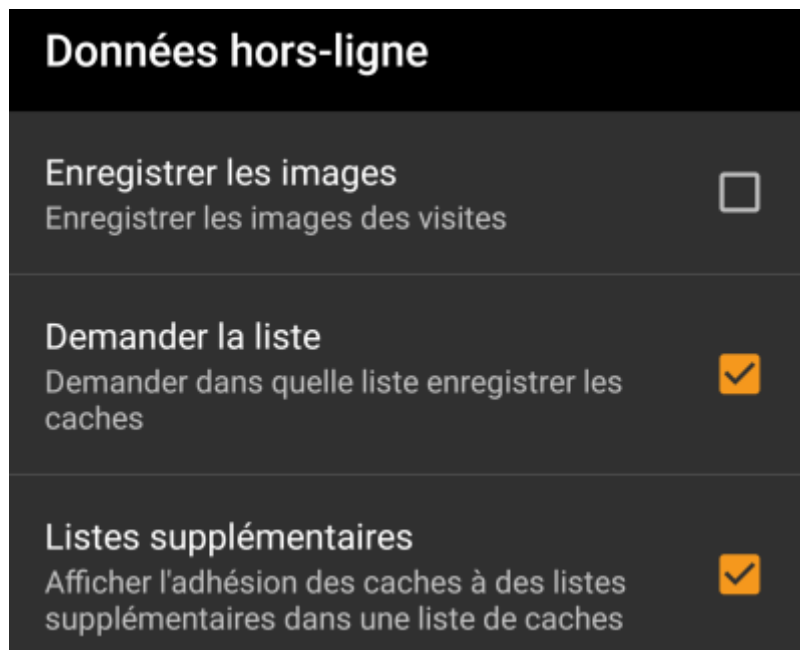 Données hors-ligne
Enregistrer les images
Enregistrer les images des visites
Demander la liste
Demander dans quelle liste enregistrer les
caches
Listes supplémentaires
Afficher l'adhésion des caches à des listes
supplémentaires dans une liste de caches